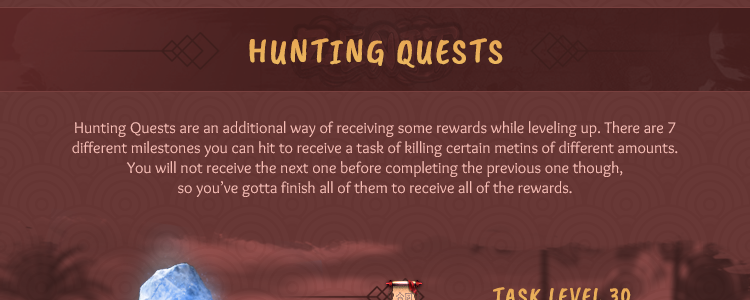 HUNTING QUESTS
Hunting Quests are an additional way of receiving some rewards while leveling up. There are 7
different milestones you can hit to receive a task of killing certain metins of different amounts.
You will not receive the next one before completing the previous one though,
so you've gotta finish all of them to receive all of the rewards.
TASK LEVEL 30